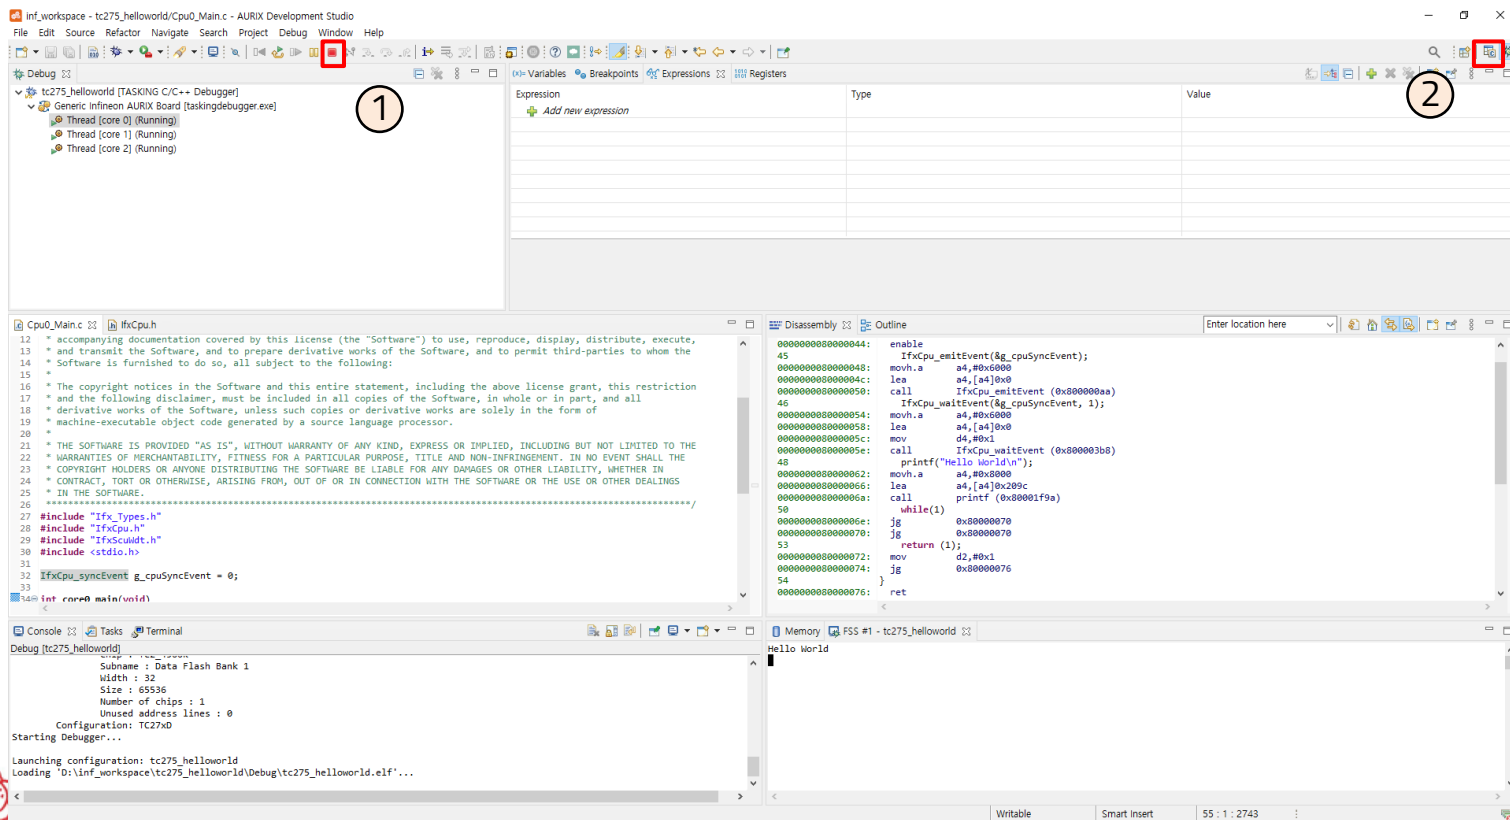 inf_workspace - tc275_helloworld/Cpu0_Main.c - AURIX Development Studio
File Edit Source Refactor Navigate Search Project Debug Window Help
Debug
(x)= Variables Breakpoints Expressions Registers
tc275_helloworld [TASKING C/C++ Debugger]
Generic Infineon AURIX Board [taskingdebugger.exe]
Thread [core 0] (Running)
Thread [core 1] (Running)
Thread [core 2] (Running)
1
Expression Type Value
Add new expression
2
Cpu0_Main.c IfxCpu.h
12 * accompanying documentation covered by this license (the "Software") to use, reproduce, display, distribute, execute,
13 * and transmit the Software, and to prepare derivative works of the Software, and to permit third-parties to whom the
14 * Software is furnished to do so, all subject to the following:
15 *
16 * The copyright notices in the Software and this entire statement, including the above license grant, this restriction
17 * and the following disclaimer, must be included in all copies of the Software, in whole or in part, and all
18 * derivative works of the Software, unless such copies or derivative works are solely in the form of
19 * machine-executable object code generated by a source language processor.
20 *
21 * THE SOFTWARE IS PROVIDED "AS IS", WITHOUT WARRANTY OF ANY KIND, EXPRESS OR IMPLIED, INCLUDING BUT NOT LIMITED TO THE
22 * WARRANTIES OF MERCHANTABILITY, FITNESS FOR A PARTICULAR PURPOSE, TITLE AND NON-INFRINGEMENT. IN NO EVENT SHALL THE
23 * COPYRIGHT HOLDERS OR ANYONE DISTRIBUTING THE SOFTWARE BE LIABLE FOR ANY DAMAGES OR OTHER LIABILITY, WHETHER IN
24 * CONTRACT, TORT OR OTHERWISE, ARISING FROM, OUT OF OR IN CONNECTION WITH THE SOFTWARE OR THE USE OR OTHER DEALINGS
25 * IN THE SOFTWARE.
26 *********************************************************************************************************************/
27 #include "Ifx_Types.h"
28 #include "IfxCpu.h"
29 #include "IfxScuWdt.h"
30 #include <stdio.h>
31
32 IfxCpu_syncEvent g_cpuSyncEvent = 0;
33
34 int core0_main(void)
Disassembly Outline
Enter location here
0000000080000044: enable
45 IfxCpu_emitEvent(&g_cpuSyncEvent);
0000000080000048: movh.a a4,#0x6000
000000008000004c: lea a4,[a4]0x0
0000000080000050: call IfxCpu_emitEvent (0x800000aa)
46 IfxCpu_waitEvent(&g_cpuSyncEvent, 1);
0000000080000054: movh.a a4,#0x6000
0000000080000058: lea a4,[a4]0x0
000000008000005c: mov d4,#0x1
000000008000005e: call IfxCpu_waitEvent (0x800003b8)
48 printf("Hello World\n");
0000000080000062: movh.a a4,#0x8000
0000000080000066: lea a4,[a4]0x209c
000000008000006a: call printf (0x80001f9a)
50 while(1)
000000008000006e: jg 0x80000070
0000000080000070: jg 0x80000070
53 return (1);
0000000080000072: mov d2,#0x1
0000000080000074: jg 0x80000076
54 }
0000000080000076: ret
Console Tasks Terminal
Debug [tc275_helloworld]
Subname : Data Flash Bank 1
Width : 32
Size : 65536
Number of chips : 1
Unused address lines : 0
Configuration: TC27xD
Starting Debugger...
Launching configuration: tc275_helloworld
Loading 'D:\inf_workspace\tc275_helloworld\Debug\tc275_helloworld.elf'...
Memory FSS #1 - tc275_helloworld
Hello World
Writable Smart Insert 55 : 1 : 2743